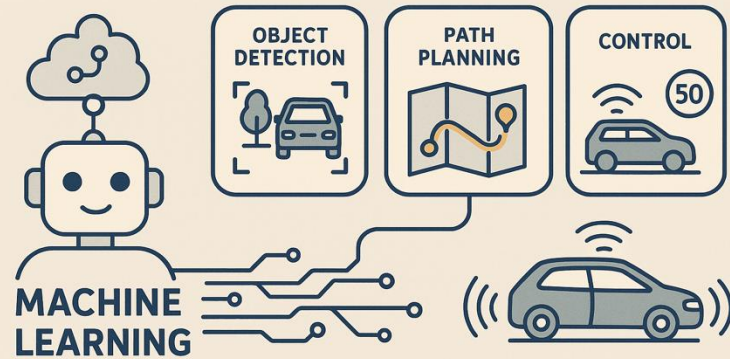 OBJECT
DETECTION
PATH
PLANNING
CONTROL
50
MACHINE
LEARNING